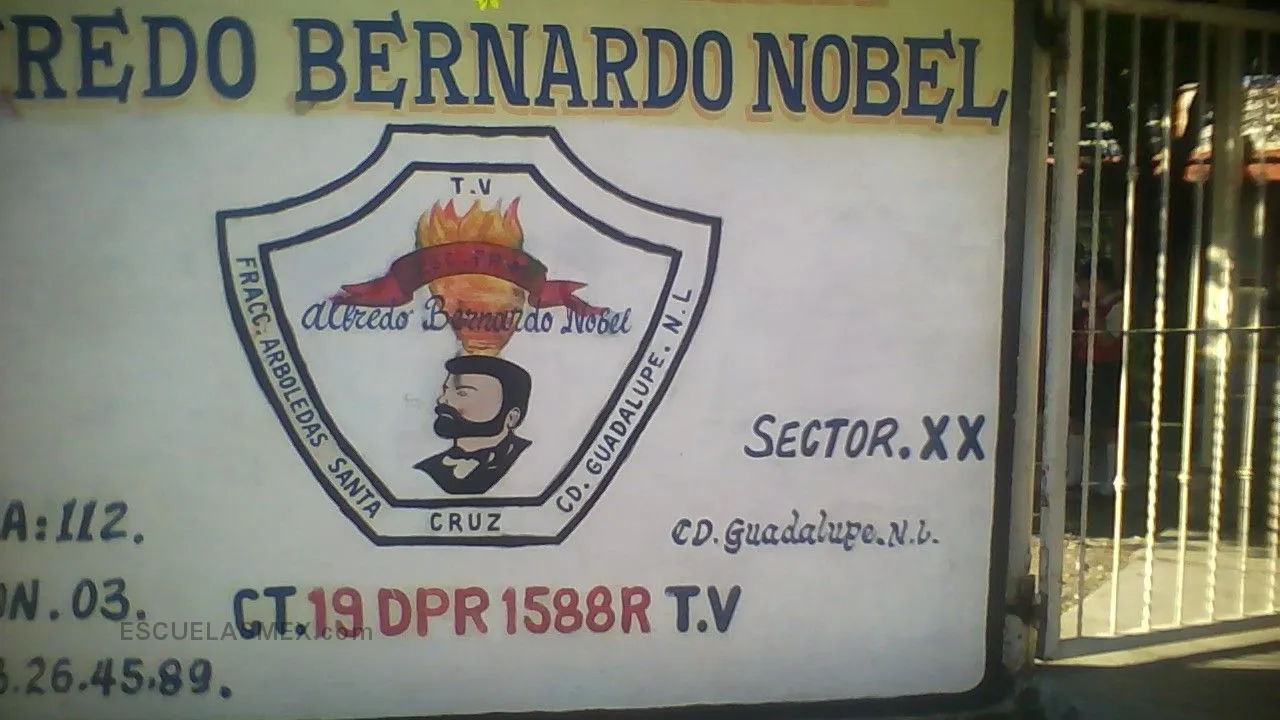 REDO BERNARDO NOBEL
T.V
Alfredo Bernardo Nobel
FRACC. ARBOLEDAS SANTA
CRUZ
CD. GUADALUPE. N.L
SECTOR. XX
A: 112.
CD. Guadalupe. N.L.
ON. 03.
CT. 19 DPR 1588R T.V
ESCUELASMEX.com
.26.45.89.